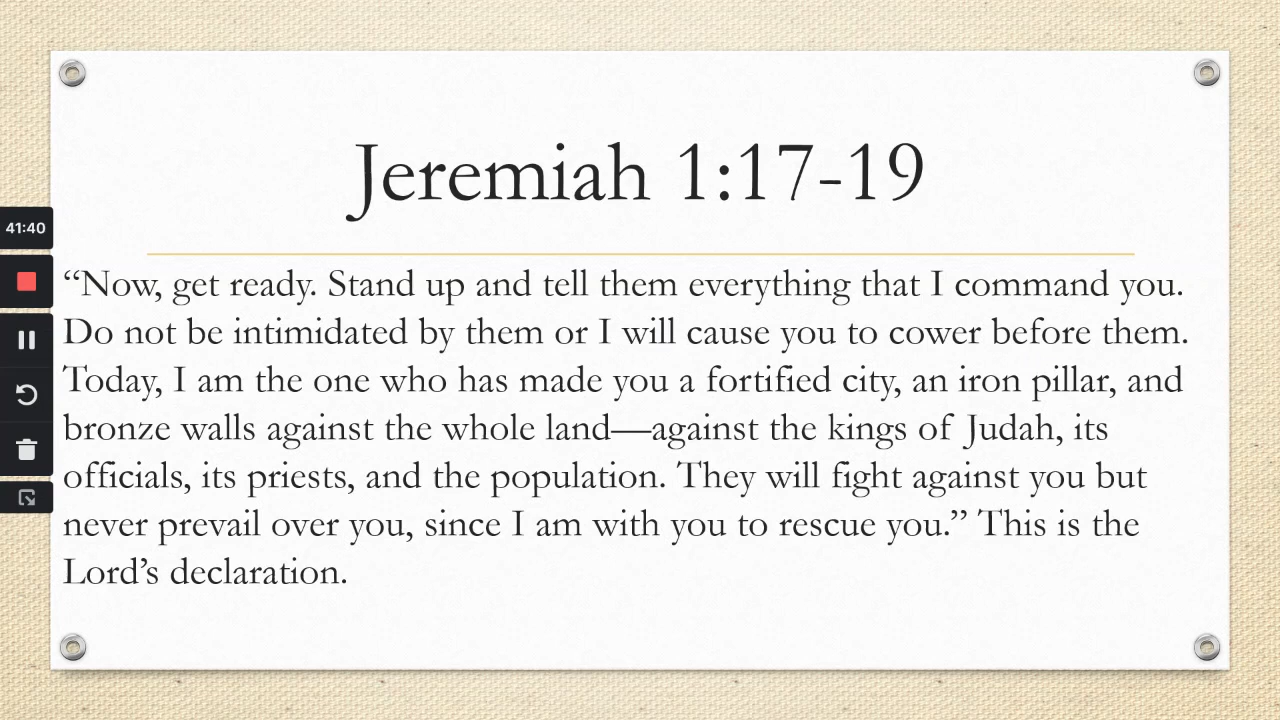 Jeremiah 1:17-19
41:40
“Now, get ready. Stand up and tell them everything that I command you.
Do not be intimidated by them or I will cause you to cower before them.
Today, I am the one who has made you a fortified city, an iron pillar, and
bronze walls against the whole land—against the kings of Judah, its
officials, its priests, and the population. They will fight against you but
never prevail over you, since I am with you to rescue you.” This is the
Lord’s declaration.